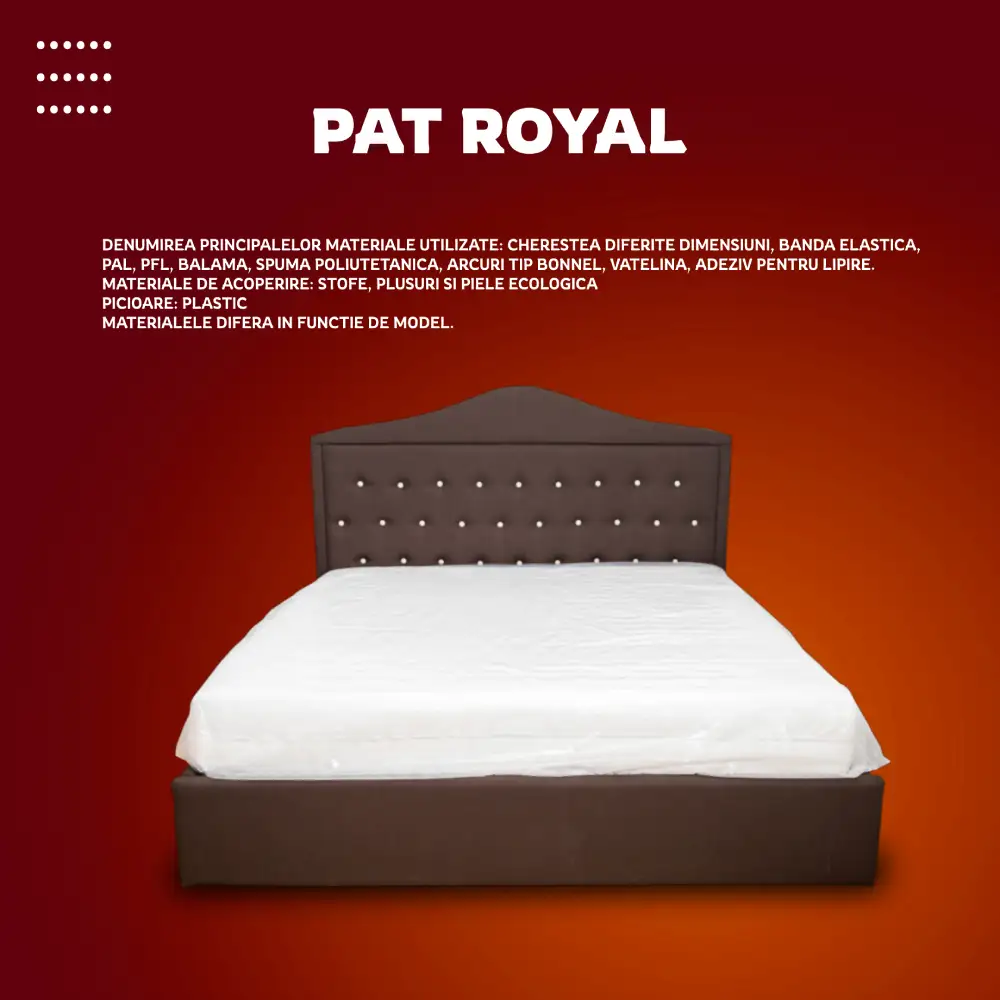 PAT ROYAL
DENUMIREA PRINCIPALELOR MATERIALE UTILIZATE: CHERESTEA DIFERITE DIMENSIUNI, BANDA ELASTICA,
PAL, PFL, BALAMA, SPUMA POLIUTETANICA, ARCURI TIP BONNEL, VATELINA, ADEZIV PENTRU LIPIRE.
MATERIALE DE ACOPERIRE: STOFE, PLUSURI SI PIELE ECOLOGICA
PICIOARE: PLASTIC
MATERIALELE DIFERA IN FUNCTIE DE MODEL.